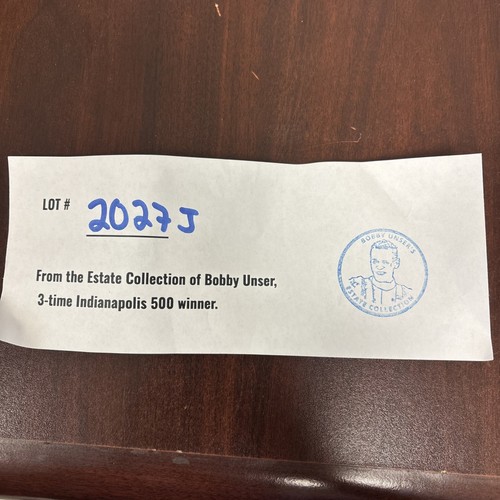 LOT # 2027J
From the Estate Collection of Bobby Unser,
3-time Indianapolis 500 winner.
BOBBY UNSER'S
ESTATE COLLECTION